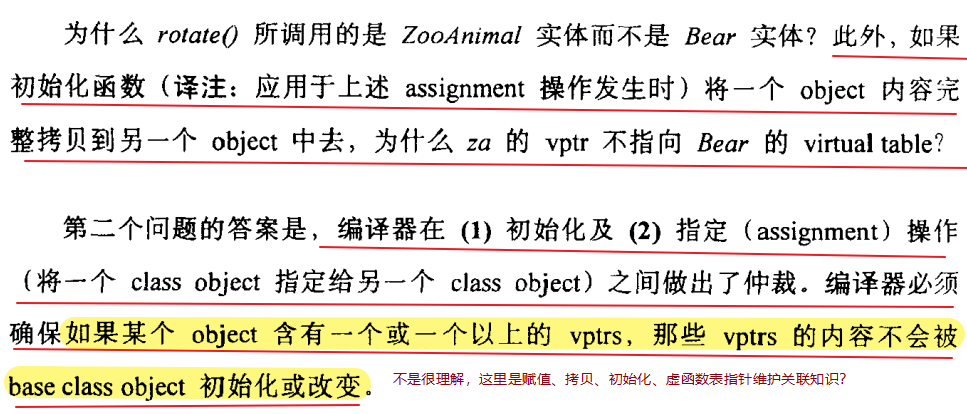 为什么 rotate() 所调用的是 ZooAnimal 实体而不是 Bear 实体？此外，如果
初始化函数（译注：应用于上述 assignment 操作发生时）将一个 object 内容完
整拷贝到另一个 object 中去，为什么 za 的 vptr 不指向 Bear 的 virtual table？
第二个问题的答案是，编译器在 (1) 初始化及 (2) 指定（assignment）操作
（将一个 class object 指定给另一个 class object）之间做出了仲裁。编译器必须
确保如果某个 object 含有一个或一个以上的 vptrs，那些 vptrs 的内容不会被
base class object 初始化或改变。 不是很理解，这里是赋值、拷贝、初始化、虚函数表指针维护关联知识？